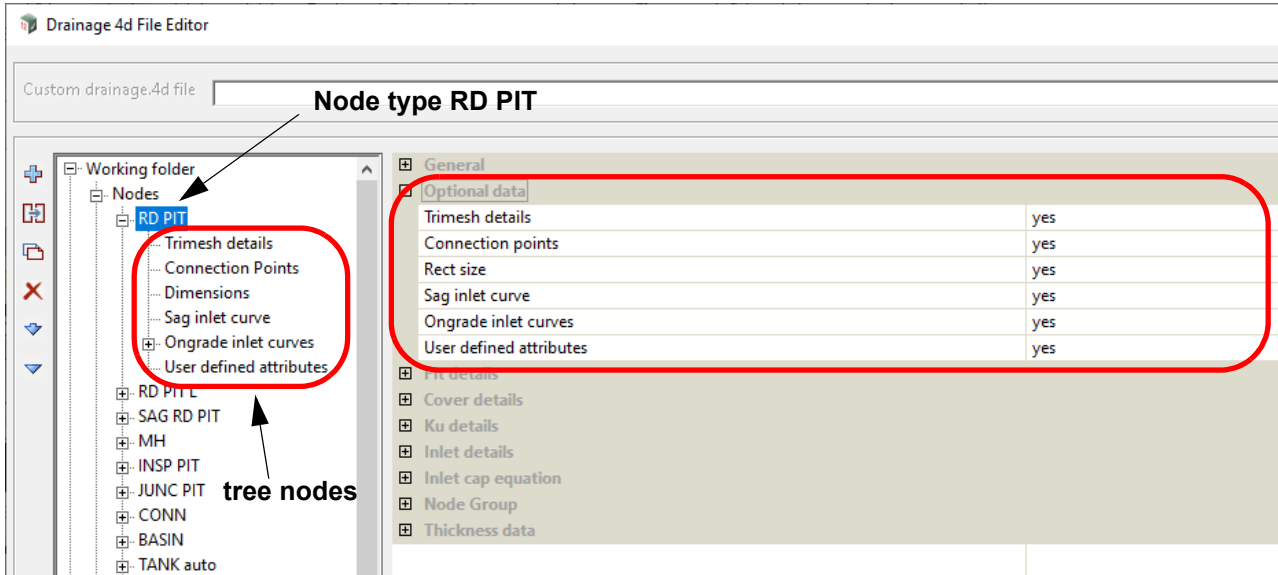 Drainage 4d File Editor
Custom drainage.4d file
Node type RD PIT
Working folder
Nodes
RD PIT
Trimesh details
Connection Points
Dimensions
Sag inlet curve
Ongrade inlet curves
User defined attributes
RD PIT L
SAG RD PIT
MH
INSP PIT
JUNC PIT
CONN
BASIN
TANK auto
tree nodes
General
Optional data
Trimesh details yes
Connection points yes
Rect size yes
Sag inlet curve yes
Ongrade inlet curves yes
User defined attributes yes
Pit details
Cover details
Ku details
Inlet details
Inlet cap equation
Node Group
Thickness data